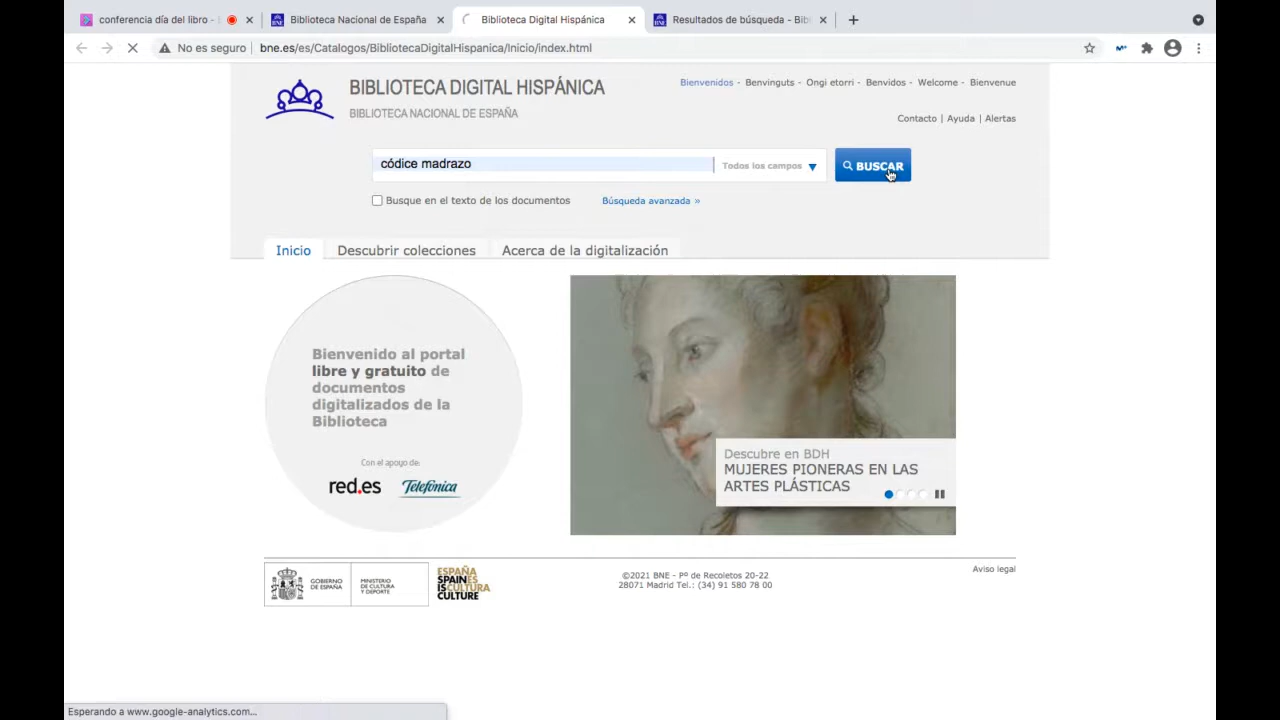 conferencia día del libro -
Biblioteca Nacional de España
Biblioteca Digital Hispánica
Resultados de búsqueda - Bib
No es seguro
bne.es/es/Catalogos/BibliotecaDigitalHispanica/Inicio/index.html
BIBLIOTECA DIGITAL HISPÁNICA
BIBLIOTECA NACIONAL DE ESPAÑA
Bienvenidos - Benvinguts - Ongi etorri - Benvidos - Welcome - Bienvenue
Contacto | Ayuda | Alertas
códice madrazo
Todos los campos
BUSCAR
Busque en el texto de los documentos
Búsqueda avanzada »
Inicio
Descubrir colecciones
Acerca de la digitalización
Bienvenido al portal
libre y gratuito de
documentos
digitalizados de la
Biblioteca
Con el apoyo de:
red.es
Telefónica
Descubre en BDH
MUJERES PIONERAS EN LAS
ARTES PLÁSTICAS
GOBIERNO
DE ESPAÑA
MINISTERIO
DE CULTURA
Y DEPORTE
ESPAÑA
SPAINES
ISCULTURA
CULTURE
©2021 BNE - Pº de Recoletos 20-22
28071 Madrid Tel.: (34) 91 580 78 00
Aviso legal
Esperando a www.google-analytics.com...